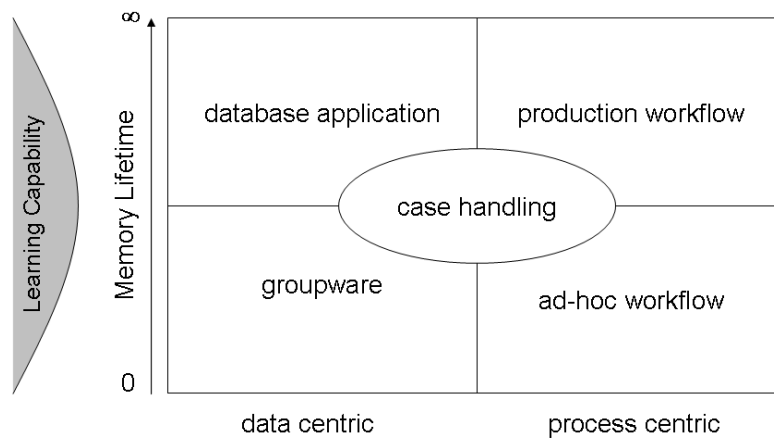 ∞
database application
production workflow
Learning Capability
Memory Lifetime
case handling
groupware
ad-hoc workflow
0
data centric
process centric